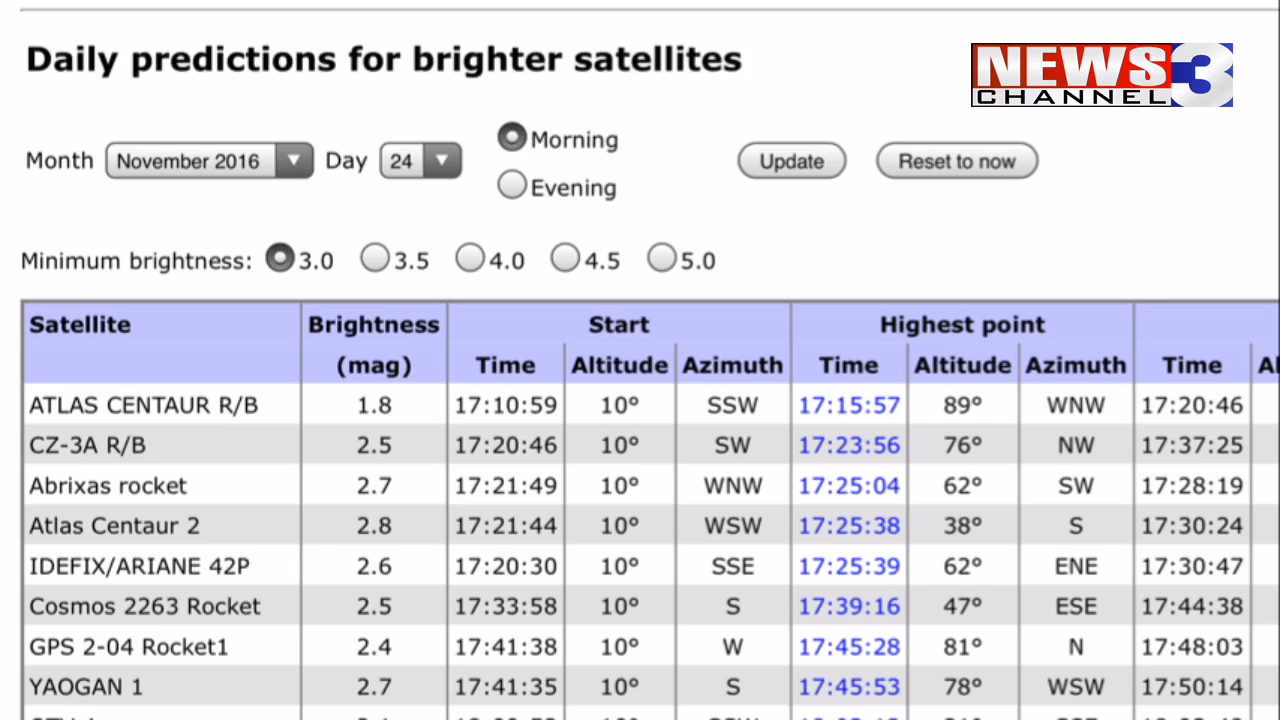 Daily predictions for brighter satellites
NEWS 3
CHANNEL
Month November 2016 Day 24 Morning Update Reset to now
Evening
Minimum brightness: 3.0 3.5 4.0 4.5 5.0
Satellite Brightness Start Highest point
(mag) Time Altitude Azimuth Time Altitude Azimuth Time
ATLAS CENTAUR R/B 1.8 17:10:59 10° SSW 17:15:57 89° WNW 17:20:46
CZ-3A R/B 2.5 17:20:46 10° SW 17:23:56 76° NW 17:37:25
Abrixas rocket 2.7 17:21:49 10° WNW 17:25:04 62° SW 17:28:19
Atlas Centaur 2 2.8 17:21:44 10° WSW 17:25:38 38° S 17:30:24
IDEFIX/ARIANE 42P 2.6 17:20:30 10° SSE 17:25:39 62° ENE 17:30:47
Cosmos 2263 Rocket 2.5 17:33:58 10° S 17:39:16 47° ESE 17:44:38
GPS 2-04 Rocket1 2.4 17:41:38 10° W 17:45:28 81° N 17:48:03
YAOGAN 1 2.7 17:41:35 10° S 17:45:53 78° WSW 17:50:14